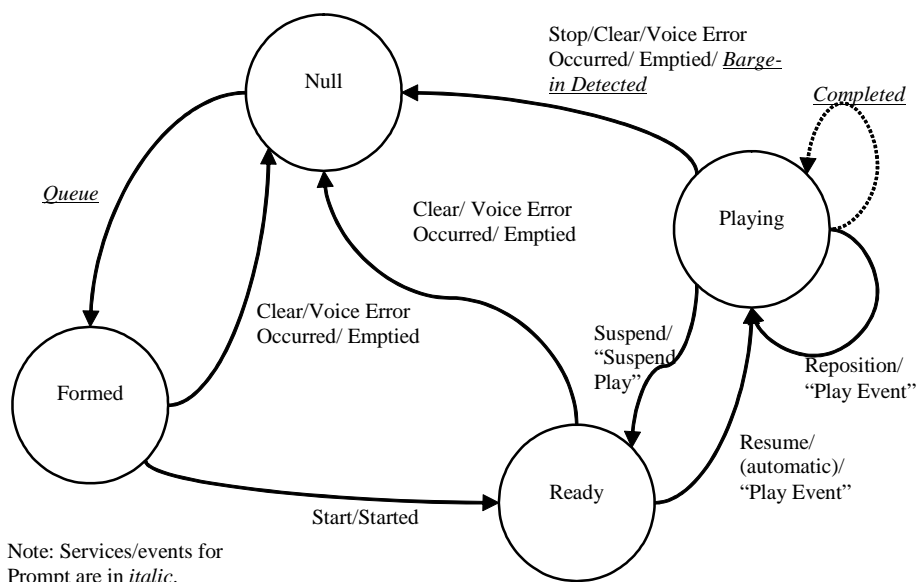 Stop/Clear/Voice Error
Occurred/ Emptied/ Barge-
in Detected
Null
Completed
Queue
Clear/ Voice Error
Occurred/ Emptied
Playing
Clear/Voice Error
Occurred/ Emptied
Suspend/
“Suspend
Play”
Reposition/
“Play Event”
Formed
Resume/
(automatic)/
“Play Event”
Ready
Start/Started
Note: Services/events for
Prompt are in italic.